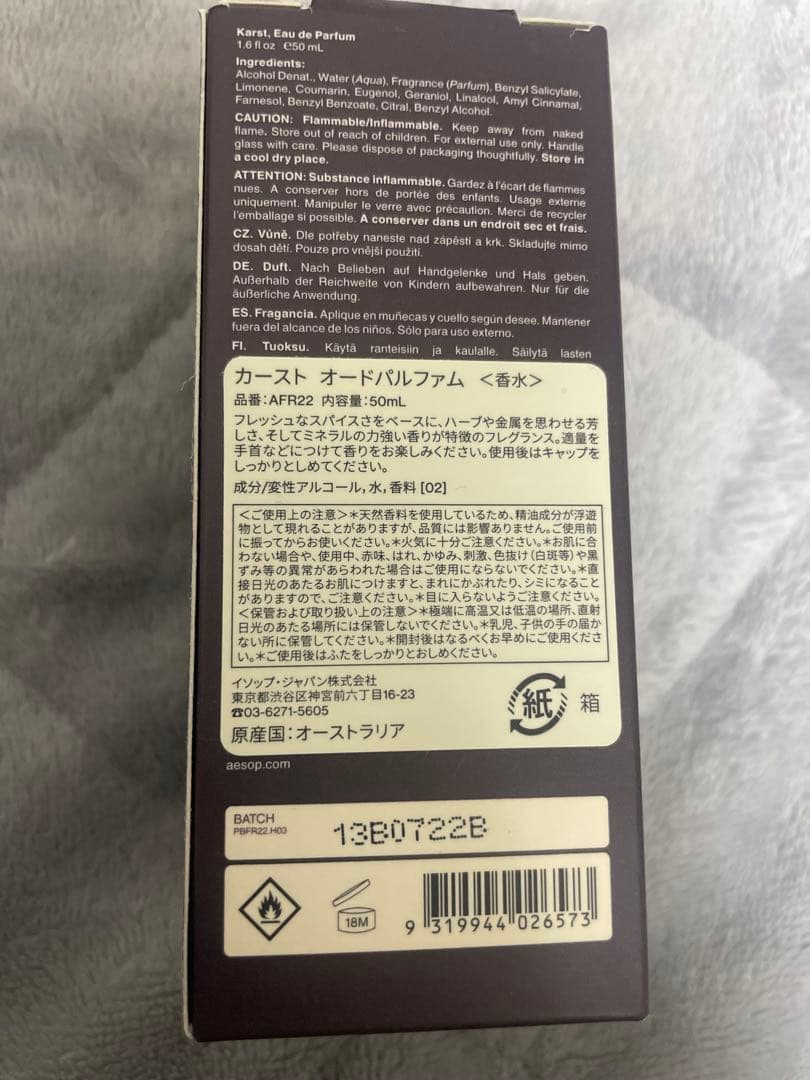 Karst, Eau de Parfum
1.6 fl oz ℮50 mL
Ingredients:
Alcohol Denat., Water (Aqua), Fragrance (Parfum), Benzyl Salicylate,
Limonene, Coumarin, Eugenol, Geraniol, Linalool, Amyl Cinnamal,
Farnesol, Benzyl Benzoate, Citral, Benzyl Alcohol.
CAUTION: Flammable/Inflammable. Keep away from naked
flame. Store out of reach of children. For external use only. Handle
glass with care. Please dispose of packaging thoughtfully. Store in
a cool dry place.
ATTENTION: Substance inflammable. Gardez à l'écart de flammes
nues. A conserver hors de portée des enfants. Usage externe
uniquement. Manipuler le verre avec précaution. Merci de recycler
l'emballage si possible. A conserver dans un endroit sec et frais.
CZ. Vůně. Dle potřeby naneste nad zápěstí a krk. Skladujte mimo
dosah dětí. Pouze pro vnější použití.
DE. Duft. Nach Belieben auf Handgelenke und Hals geben.
Außerhalb der Reichweite von Kindern aufbewahren. Nur für die
äußerliche Anwendung.
ES. Fragancia. Aplique en muñecas y cuello según desee. Mantener
fuera del alcance de los niños. Sólo para uso externo.
FI. Tuoksu. Käytä ranteisiin ja kaulalle. Säilytä lasten
カースト オードパルファム <香水>
品番:AFR22 内容量:50mL
フレッシュなスパイスさをベースに、ハーブや金属を思わせる芳
しさ、そしてミネラルの力強い香りが特徴のフレグランス。適量を
手首などにつけて香りをお楽しみください。使用後はキャップを
しっかりとしめてください。
成分/変性アルコール,水,香料 [02]
<ご使用上の注意>*天然香料を使用しているため、精油成分が浮遊
物として現れることがありますが、品質には影響ありません。ご使用前
に振ってからお使いください。*火気に十分ご注意ください。*お肌に合
わない場合や、使用中、赤味、はれ、かゆみ、刺激、色抜け(白斑等)や黒
ずみ等の異常があらわれた場合はご使用にならないでください。*直
接日光のあたるお肌につけますと、まれにかぶれたり、シミになること
がありますので、ご注意ください。*目に入らないようご注意ください。
<保管および取り扱い上の注意>*極端に高温又は低温の場所、直射
日光のあたる場所には保管しないでください。*乳児、子供の手の届か
ない所に保管してください。*開封後はなるべくお早めにご使用くださ
い。*ご使用後はふたをしっかりとおしめください。
イソップ・ジャパン株式会社
東京都渋谷区神宮前六丁目16-23
☎03-6271-5605
紙 箱
原産国:オーストラリア
aesop.com
BATCH
PBFR22.H03
13B0722B
18M
9 319944 026573